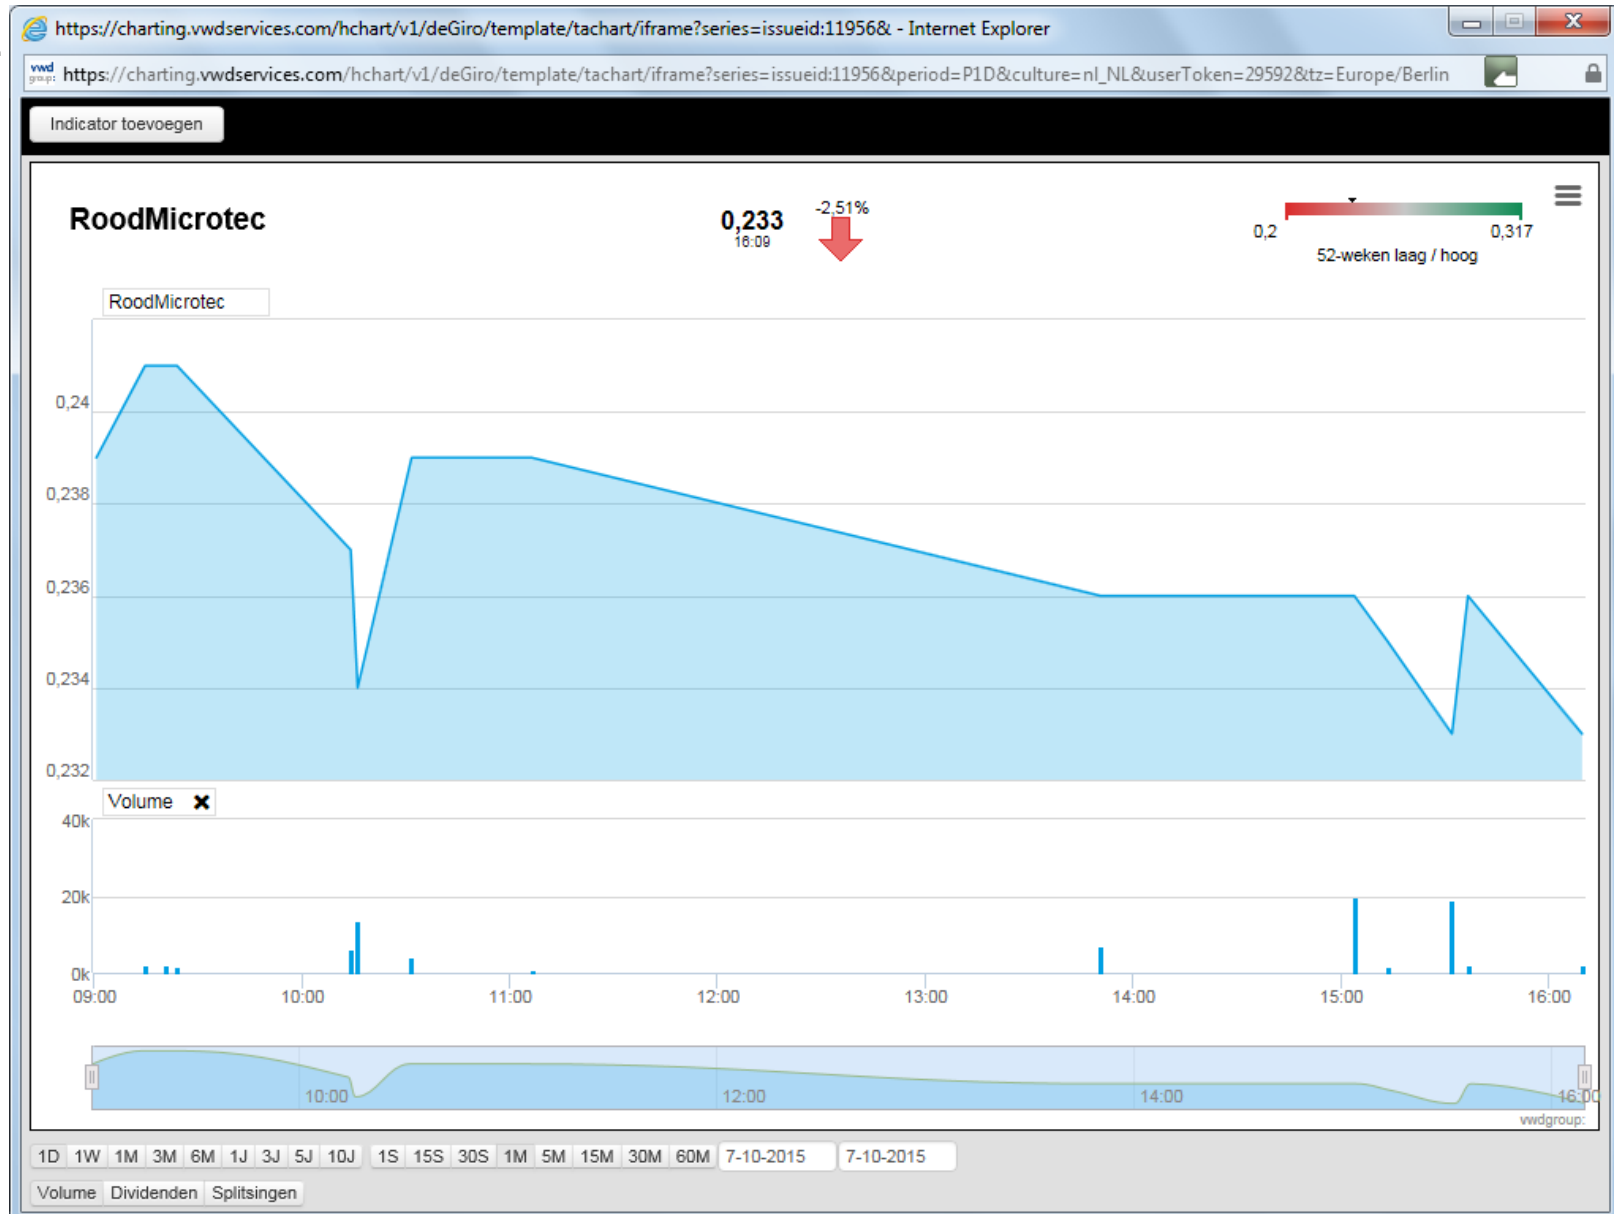 https://charting.vwdservices.com/hchart/v1/deGiro/template/tachart/iframe?series=issueid:11956& - Internet Explorer
vwd group: https://charting.vwdservices.com/hchart/v1/deGiro/template/tachart/iframe?series=issueid:11956&period=P1D&culture=nl_NL&userToken=29592&tz=Europe/Berlin
Indicator toevoegen
RoodMicrotec
0,233
16:09
-2,51%
0,2 0,317
52-weken laag / hoog
RoodMicrotec
0,24
0,238
0,236
0,234
0,232
Volume
40k
20k
0k
09:00 10:00 11:00 12:00 13:00 14:00 15:00 16:00
10:00 12:00 14:00 16:00
vwdgroup:
1D 1W 1M 3M 6M 1J 3J 5J 10J 1S 15S 30S 1M 5M 15M 30M 60M 7-10-2015 7-10-2015
Volume Dividenden Splitsingen